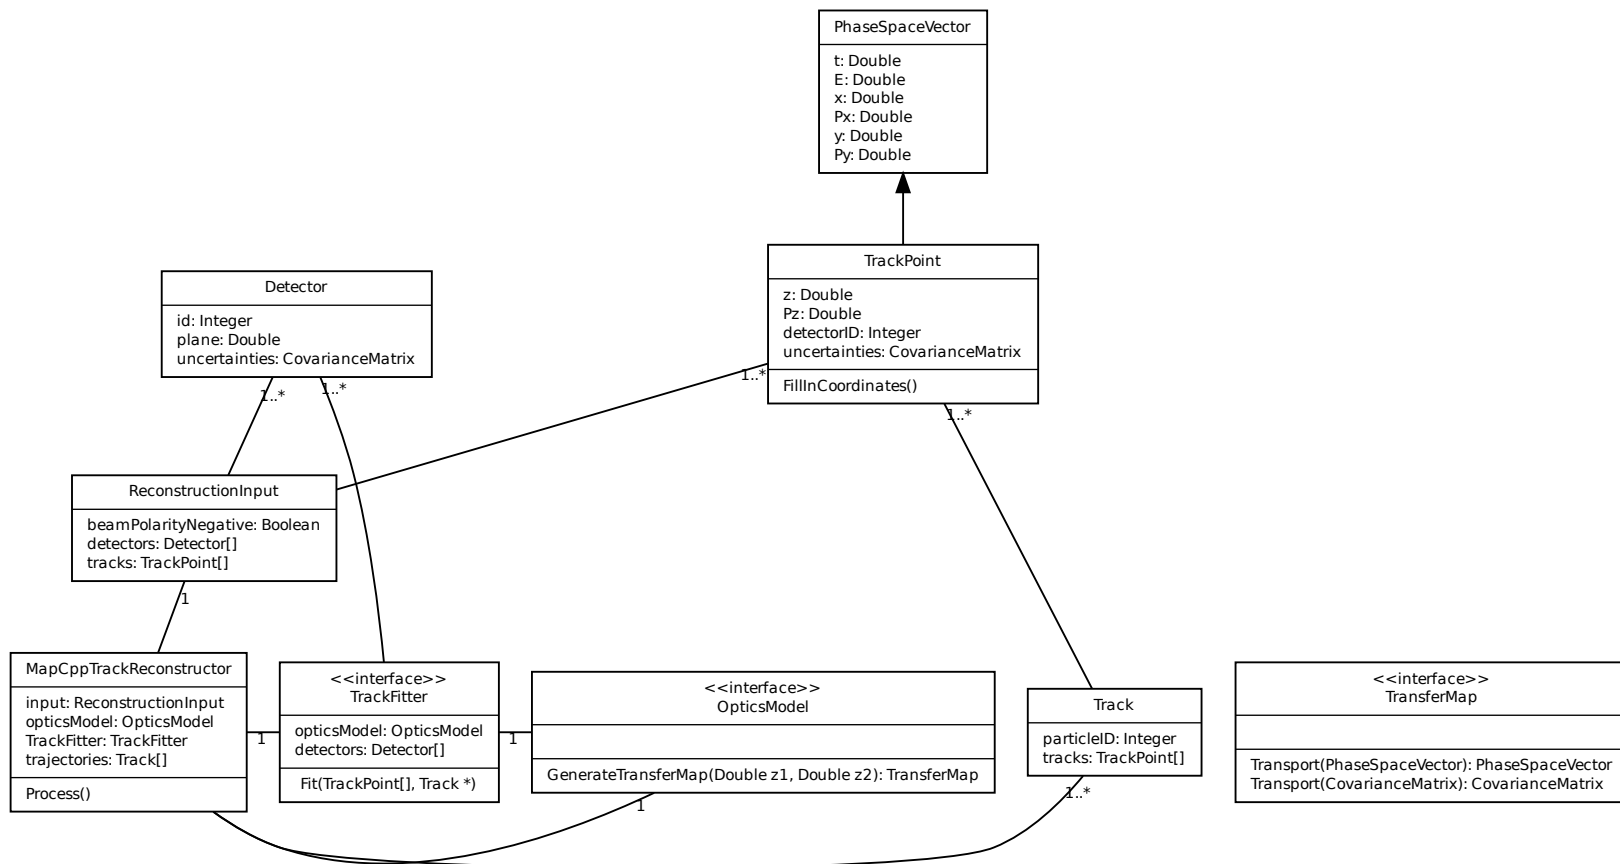 PhaseSpaceVector
t: Double
E: Double
x: Double
Px: Double
y: Double
Py: Double
TrackPoint
z: Double
Pz: Double
detectorID: Integer
uncertainties: CovarianceMatrix
FillInCoordinates()
1..*
1..*
Detector
id: Integer
plane: Double
uncertainties: CovarianceMatrix
1..*
1..*
ReconstructionInput
beamPolarityNegative: Boolean
detectors: Detector[]
tracks: TrackPoint[]
1
MapCppTrackReconstructor
input: ReconstructionInput
opticsModel: OpticsModel
TrackFitter: TrackFitter
trajectories: Track[]
Process()
1
<<interface>>
TrackFitter
opticsModel: OpticsModel
detectors: Detector[]
Fit(TrackPoint[], Track *)
1
<<interface>>
OpticsModel
GenerateTransferMap(Double z1, Double z2): TransferMap
1
Track
particleID: Integer
tracks: TrackPoint[]
1..*
<<interface>>
TransferMap
Transport(PhaseSpaceVector): PhaseSpaceVector
Transport(CovarianceMatrix): CovarianceMatrix